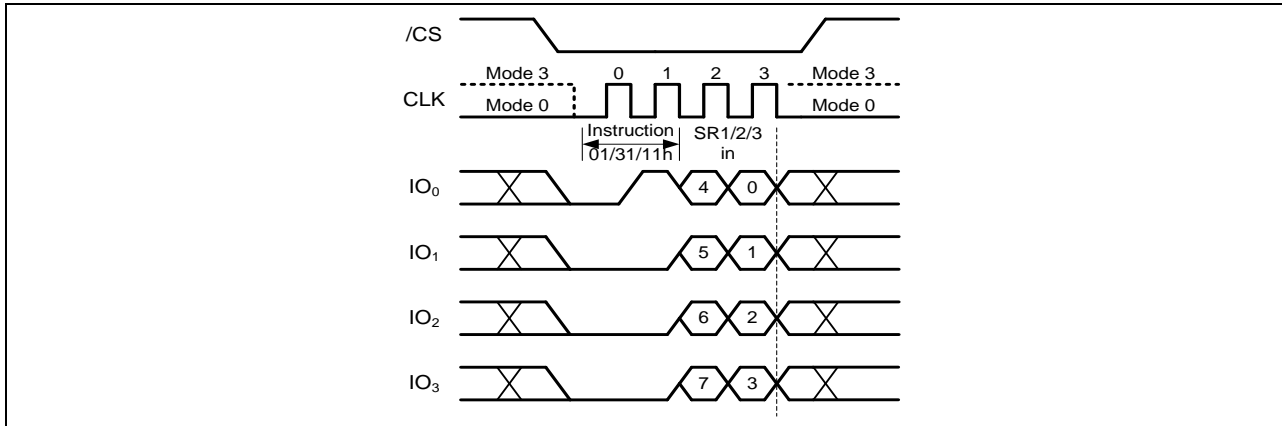 /CS
Mode 3 0 1 2 3 Mode 3
CLK
Mode 0 Mode 0
Instruction SR1/2/3
01/31/11h in
IO₀ 4 0
IO₁ 5 1
IO₂ 6 2
IO₃ 7 3